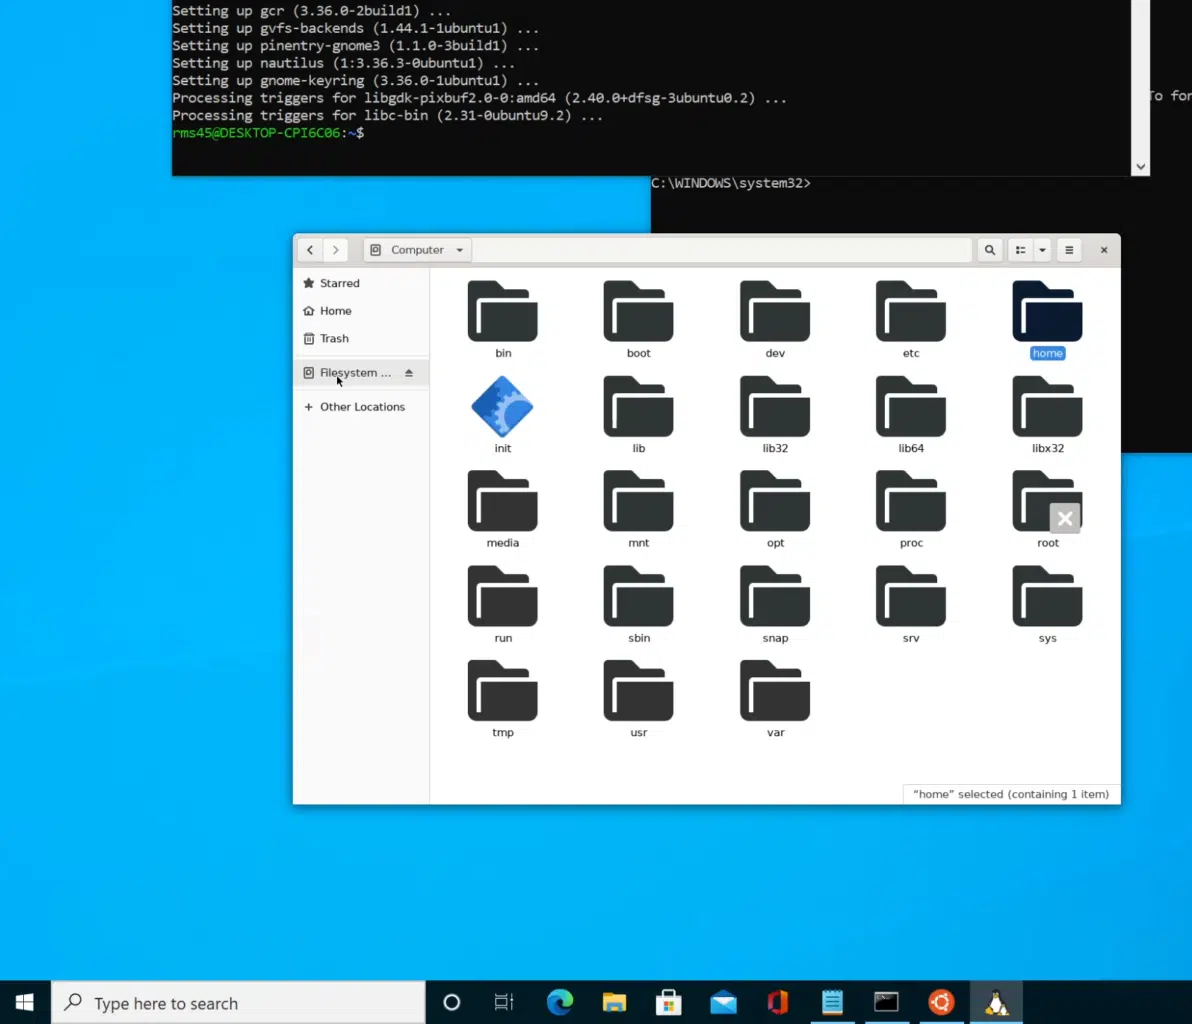 Setting up gcr (3.36.0-2build1) ...
Setting up gvfs-backends (1.44.1-1ubuntu1) ...
Setting up pinentry-gnome3 (1.1.0-3build1) ...
Setting up nautilus (1:3.36.3-0ubuntu1) ...
Setting up gnome-keyring (3.36.0-1ubuntu1) ...
Processing triggers for libgdk-pixbuf2.0-0:amd64 (2.40.0+dfsg-3ubuntu0.2) ...
To for
Processing triggers for libc-bin (2.31-0ubuntu9.2) ...
rms45@DESKTOP-CPI6C06:~$
C:\WINDOWS\system32>
Computer
Starred
Home
Trash
Filesystem ...
Other Locations
bin boot dev etc home
init lib lib32 lib64 libx32
media mnt opt proc root
run sbin snap srv sys
tmp usr var
“home” selected (containing 1 item)
Type here to search